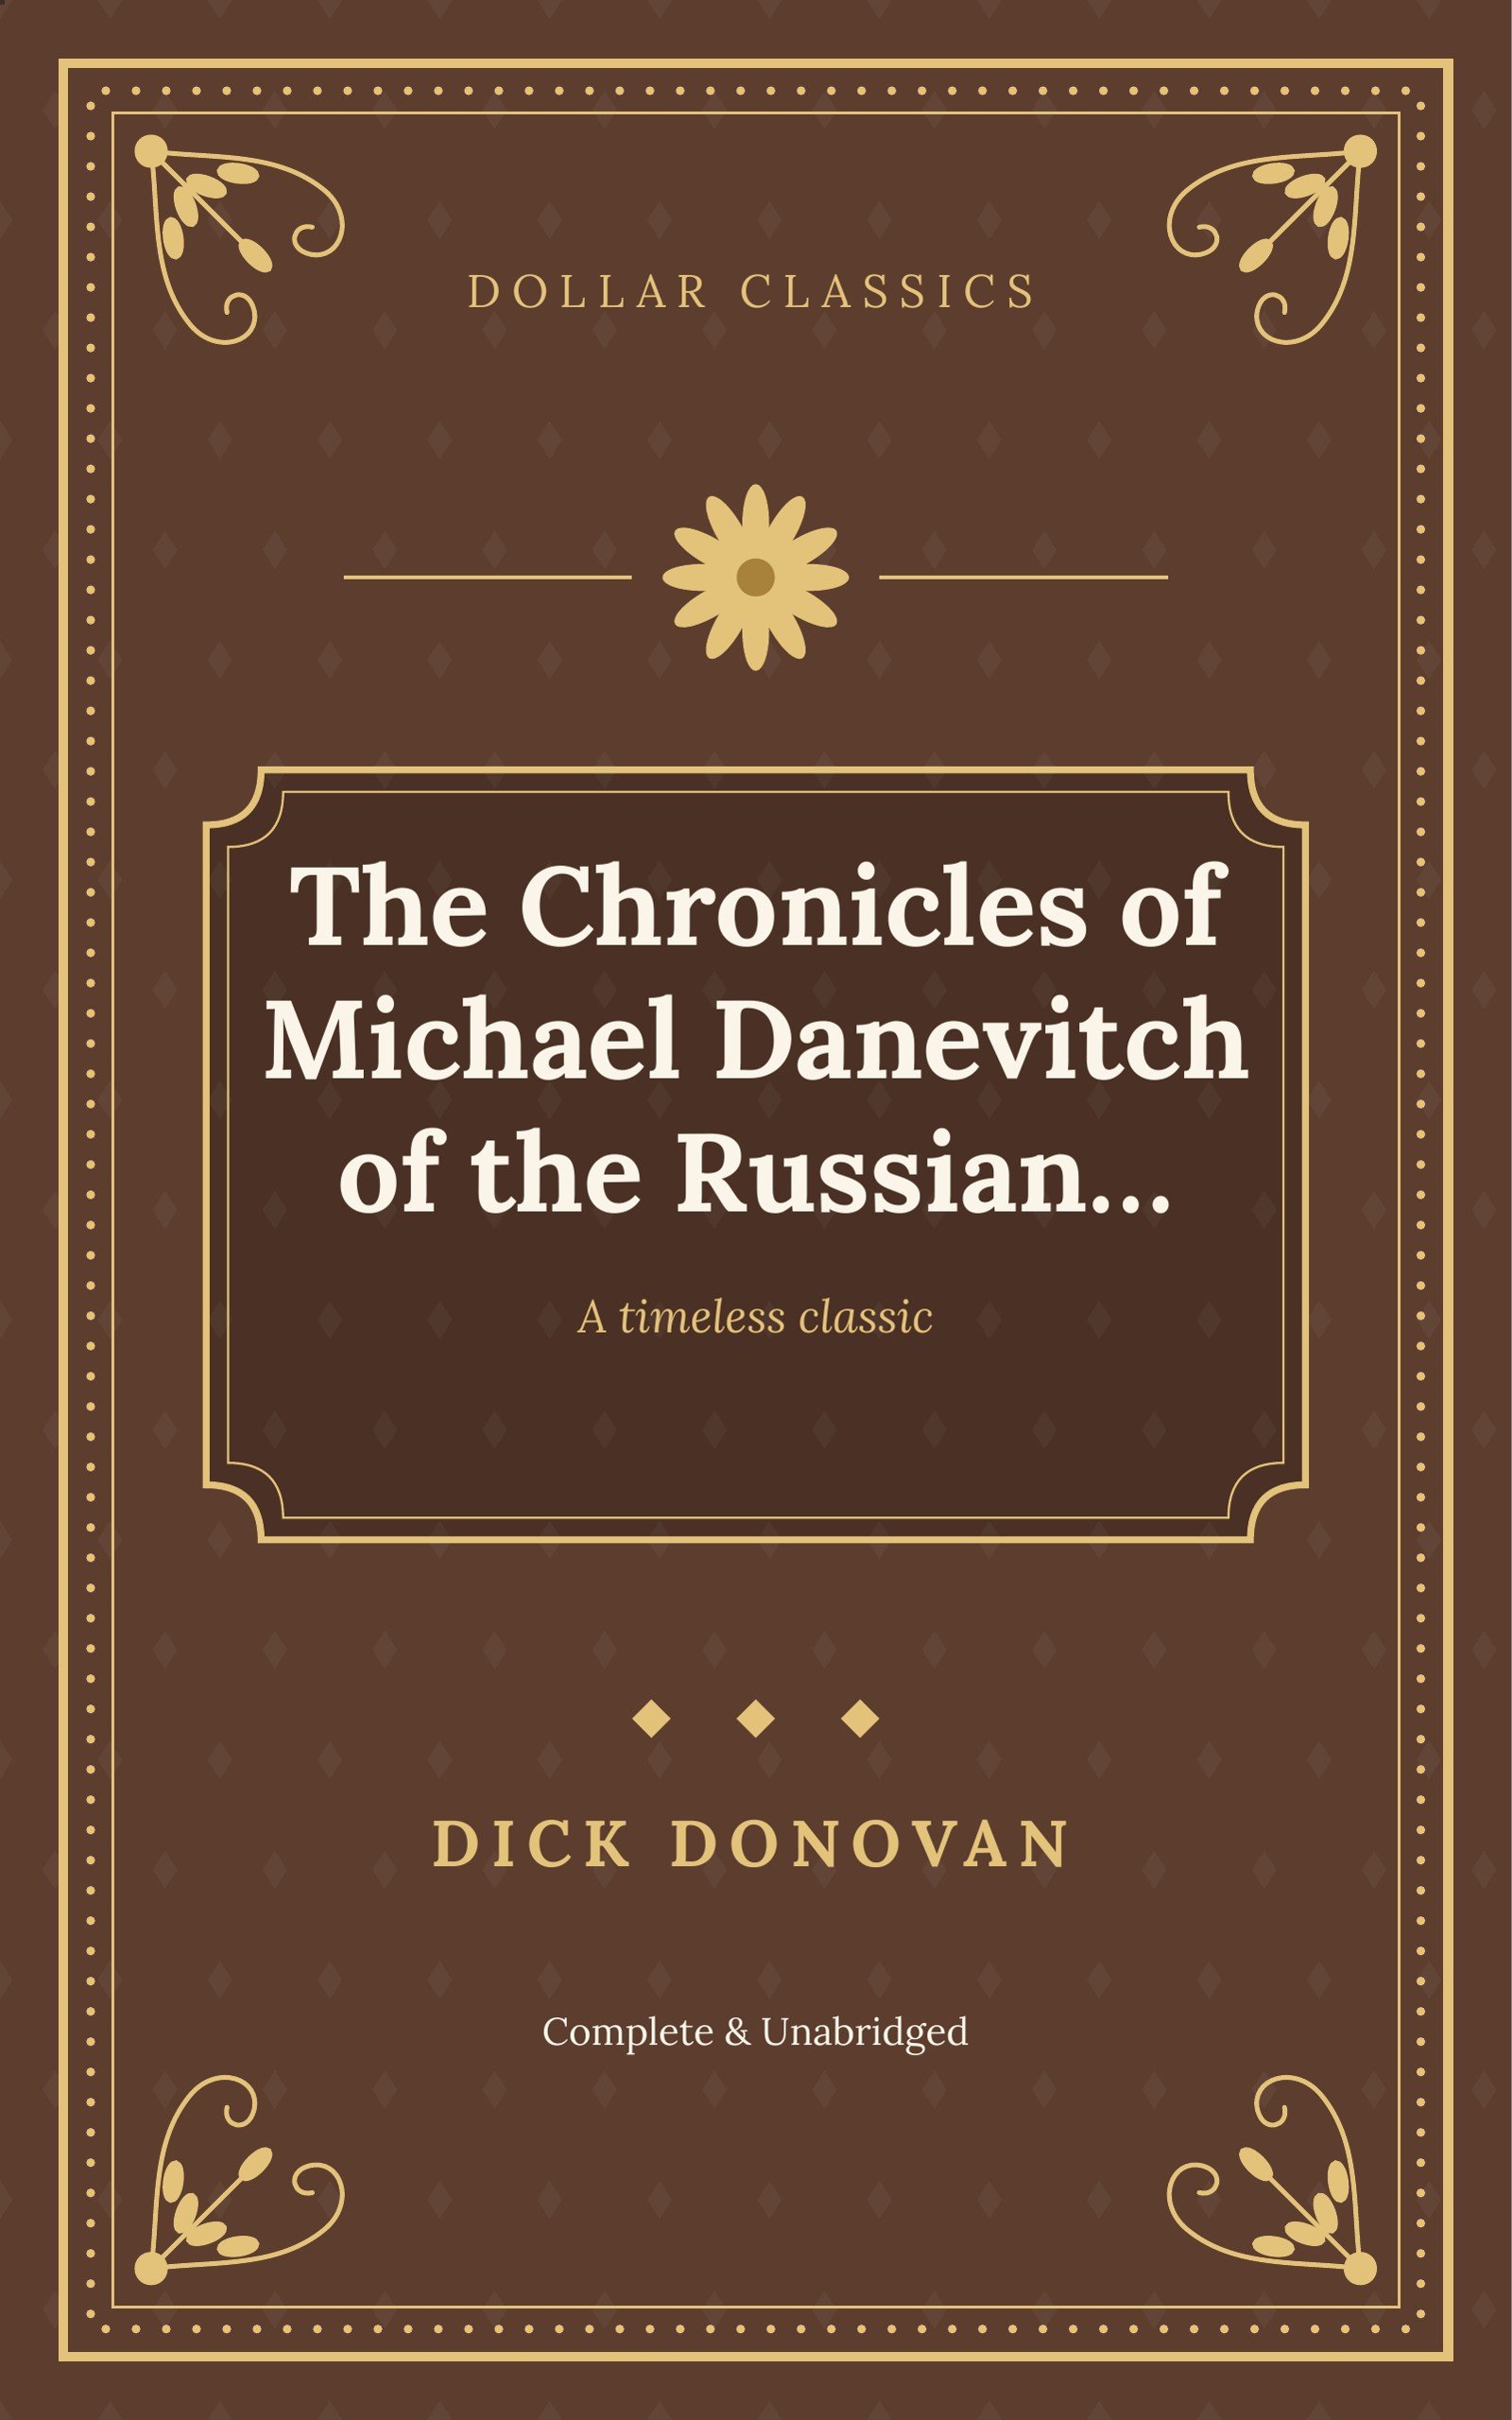 DOLLAR CLASSICS
The Chronicles of
Michael Danevitch
of the Russian...
A timeless classic
DICK DONOVAN
Complete & Unabridged